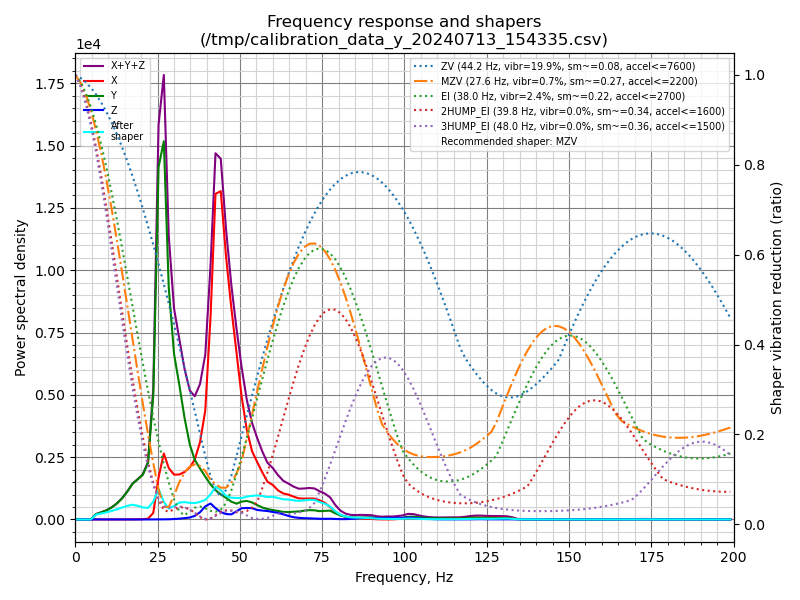 Frequency response and shapers
(/tmp/calibration_data_y_20240713_154335.csv)
1e4
X+Y+Z
X
Y
Z
After
shaper
ZV (44.2 Hz, vibr=19.9%, sm~=0.08, accel<=7600)
MZV (27.6 Hz, vibr=0.7%, sm~=0.27, accel<=2200)
EI (38.0 Hz, vibr=2.4%, sm~=0.22, accel<=2700)
2HUMP_EI (39.8 Hz, vibr=0.0%, sm~=0.34, accel<=1600)
3HUMP_EI (48.0 Hz, vibr=0.0%, sm~=0.36, accel<=1500)
Recommended shaper: MZV
1.75
1.50
1.25
1.00
0.75
0.50
0.25
0.00
Power spectral density
1.0
0.8
0.6
0.4
0.2
0.0
Shaper vibration reduction (ratio)
0 25 50 75 100 125 150 175 200
Frequency, Hz